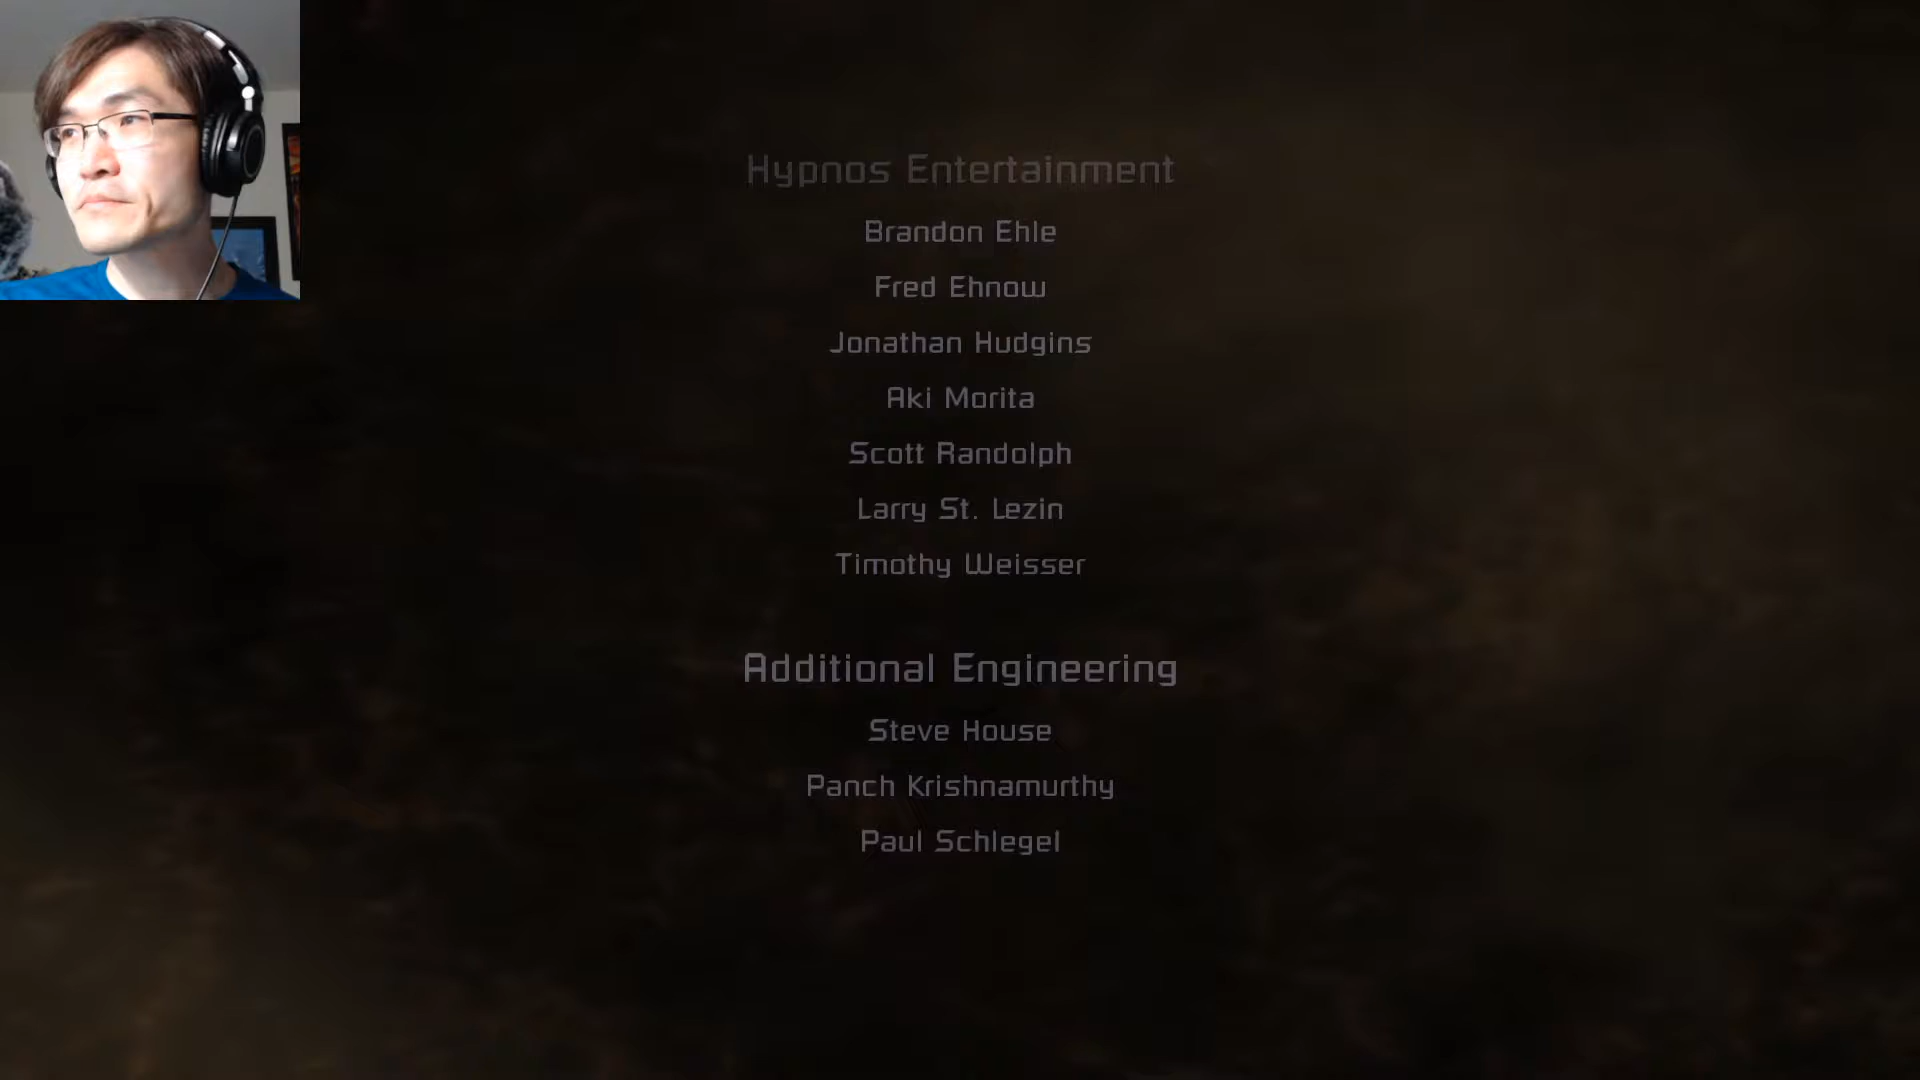 Hypnos Entertainment
Brandon Ehle
Fred Ehnow
Jonathan Hudgins
Aki Morita
Scott Randolph
Larry St. Lezin
Timothy Weisser
Additional Engineering
Steve House
Panch Krishnamurthy
Paul Schlegel